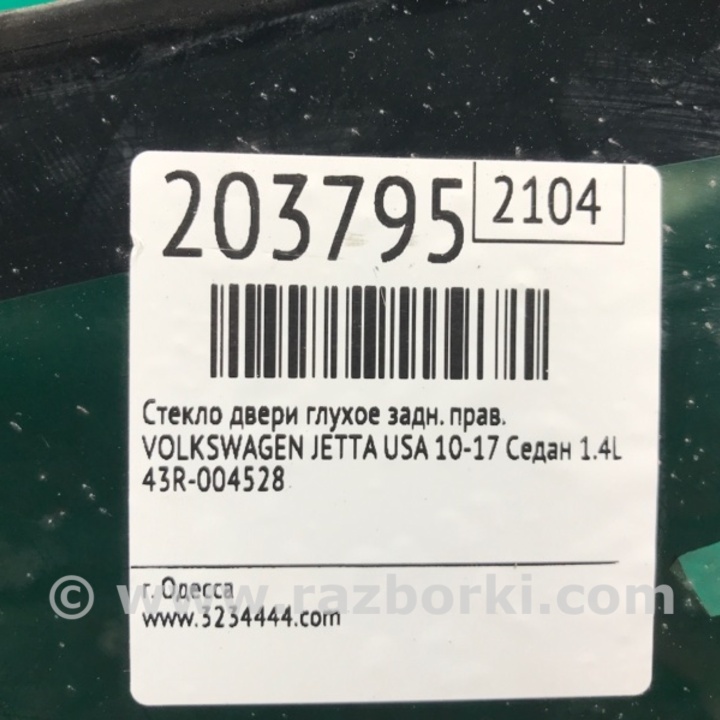 203795 2104
Стекло двери глухое задн. прав.
VOLKSWAGEN JETTA USA 10-17 Седан 1.4L
43R-004528
г. Одесса
© www.razborki.com
www.3234444.com